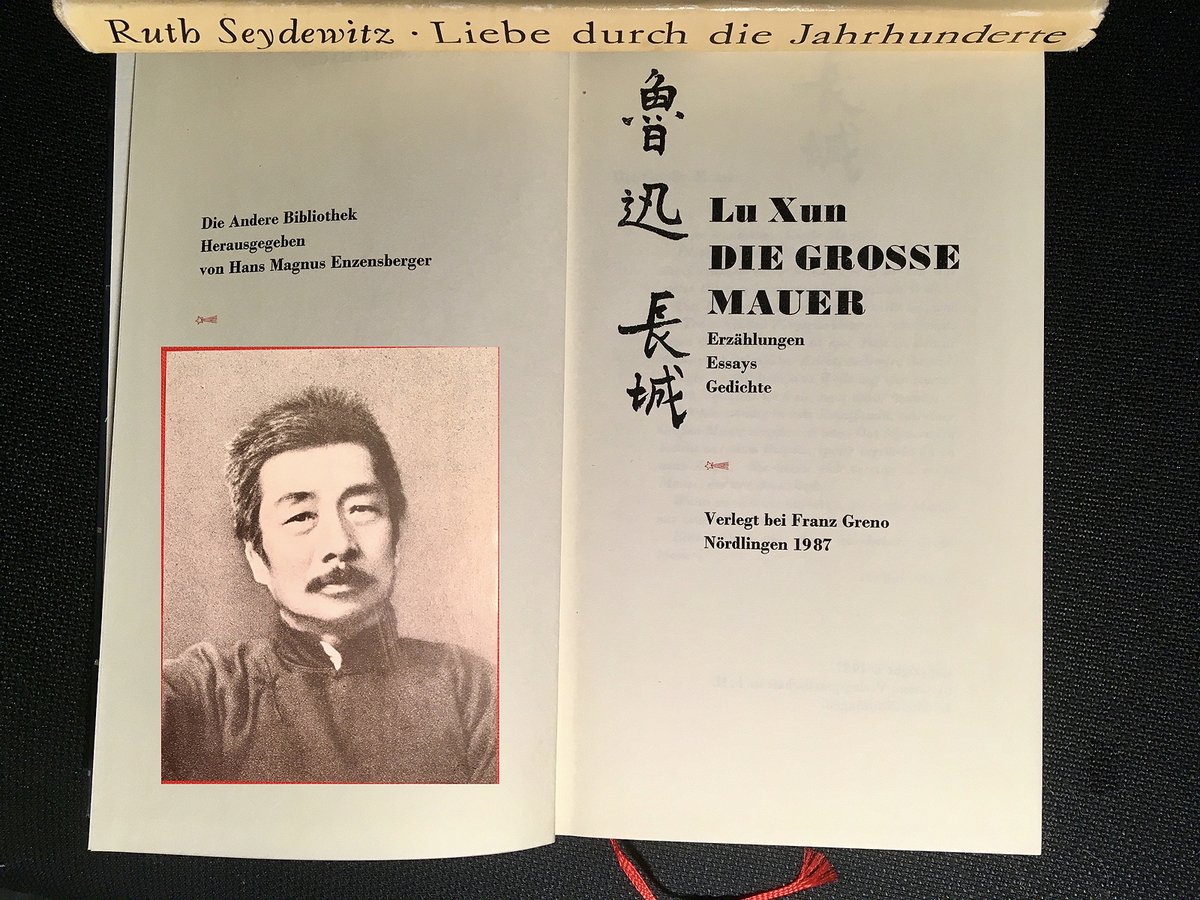 Ruth Seydewitz · Liebe durch die Jahrhunderte
Die Andere Bibliothek
Herausgegeben
von Hans Magnus Enzensberger
魯迅
長城
Lu Xun
DIE GROSSE
MAUER
Erzählungen
Essays
Gedichte
Verlegt bei Franz Greno
Nördlingen 1987